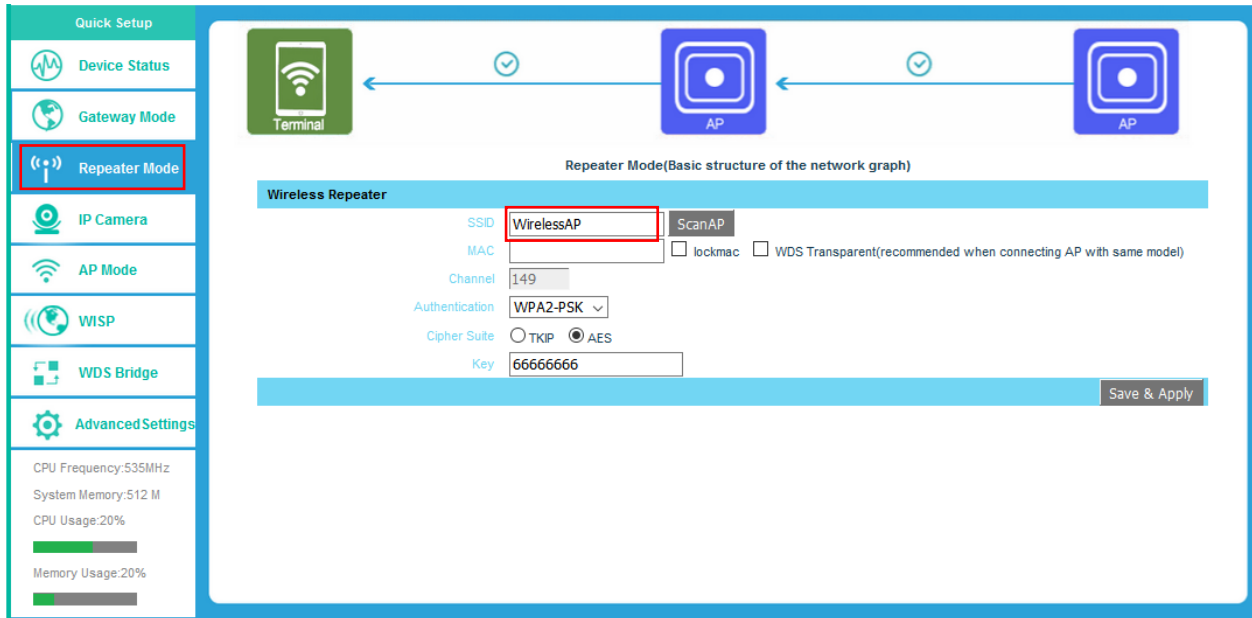 Quick Setup
Device Status
Gateway Mode
Repeater Mode
IP Camera
AP Mode
WISP
WDS Bridge
Advanced Settings
CPU Frequency:535MHz
System Memory:512 M
CPU Usage:20%
Memory Usage:20%
Terminal
AP
AP
Repeater Mode(Basic structure of the network graph)
Wireless Repeater
SSID WirelessAP ScanAP
MAC lockmac WDS Transparent(recommended when connecting AP with same model)
Channel 149
Authentication WPA2-PSK
Cipher Suite TKIP AES
Key 66666666
Save & Apply